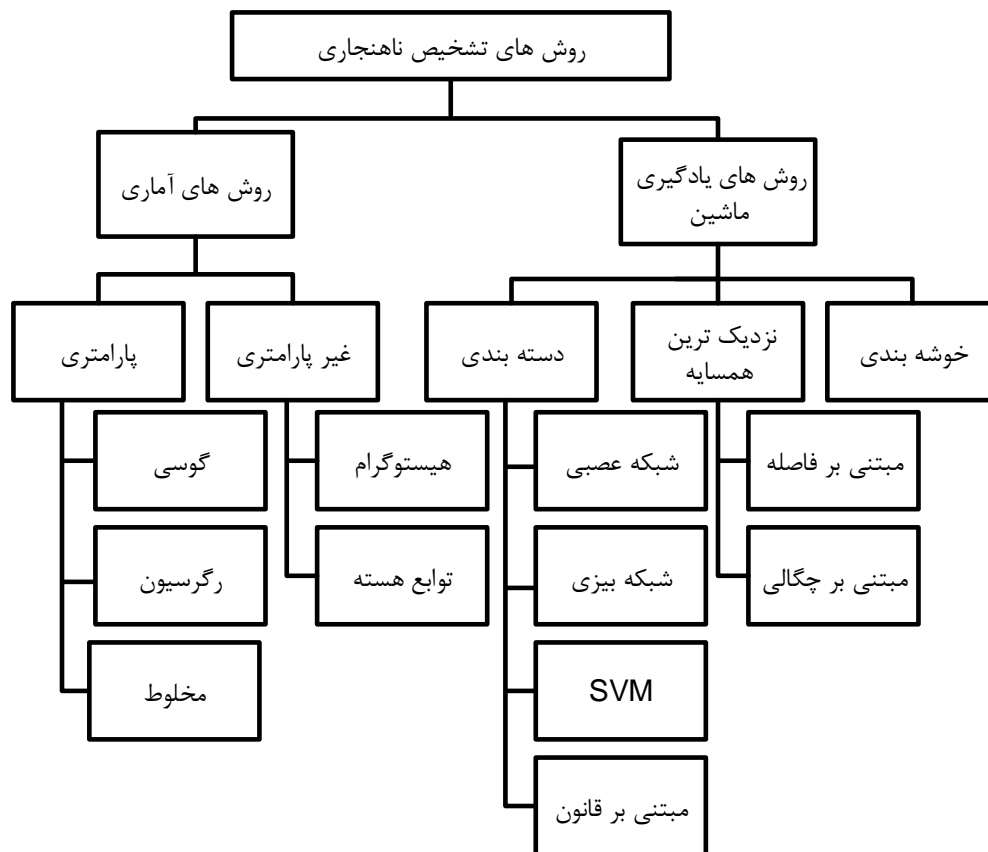 روش های تشخیص ناهنجاری
روش های یادگیری
ماشین
روش های آماری
خوشه بندی
نزدیک ترین
همسایه
دسته بندی
غیر پارامتری
پارامتری
مبتنی بر فاصله
شبکه عصبی
هیستوگرام
گوسی
مبتنی بر چگالی
شبکه بیزی
توابع هسته
رگرسیون
SVM
مخلوط
مبتنی بر قانون